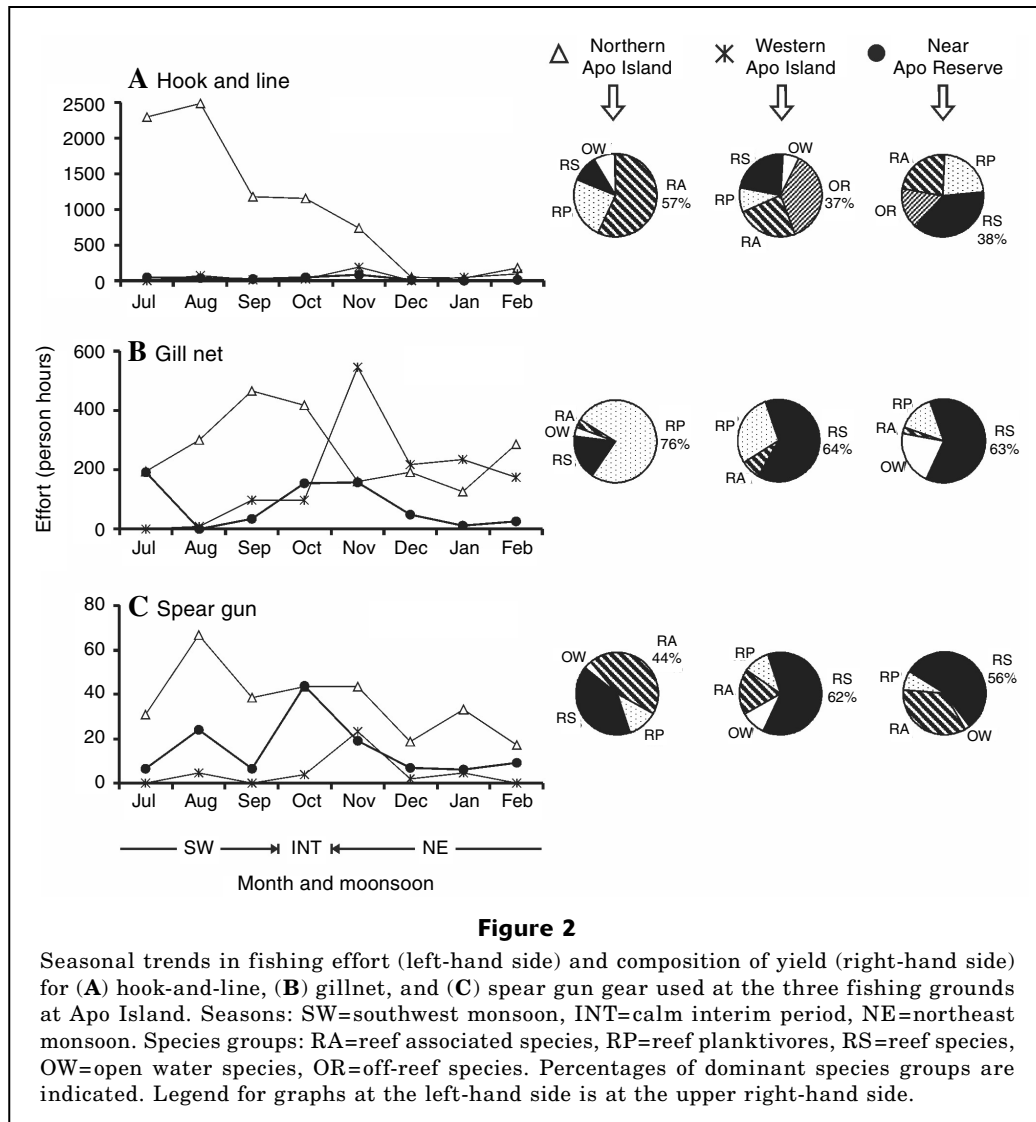 Northern Apo Island
Western Apo Island
Near Apo Reserve
A Hook and line
2500
2000
1500
1000
500
0
Jul Aug Sep Oct Nov Dec Jan Feb
OW
RS
RP
RA
57%
OW
RS
RP
RA
OR
37%
RA
RP
OR
RS
38%
Effort (person hours)
B Gill net
600
400
200
0
Jul Aug Sep Oct Nov Dec Jan Feb
RA
OW
RS
RP
76%
RP
RA
RS
64%
RP
RA
OW
RS
63%
C Spear gun
80
60
40
20
0
Jul Aug Sep Oct Nov Dec Jan Feb
OW
RA
44%
RS
RP
RP
RA
OW
RS
62%
RP
RA
RS
56%
OW
SW INT NE
Month and moonsoon
Figure 2
Seasonal trends in fishing effort (left-hand side) and composition of yield (right-hand side)
for (A) hook-and-line, (B) gillnet, and (C) spear gun gear used at the three fishing grounds
at Apo Island. Seasons: SW=southwest monsoon, INT=calm interim period, NE=northeast
monsoon. Species groups: RA=reef associated species, RP=reef planktivores, RS=reef species,
OW=open water species, OR=off-reef species. Percentages of dominant species groups are
indicated. Legend for graphs at the left-hand side is at the upper right-hand side.